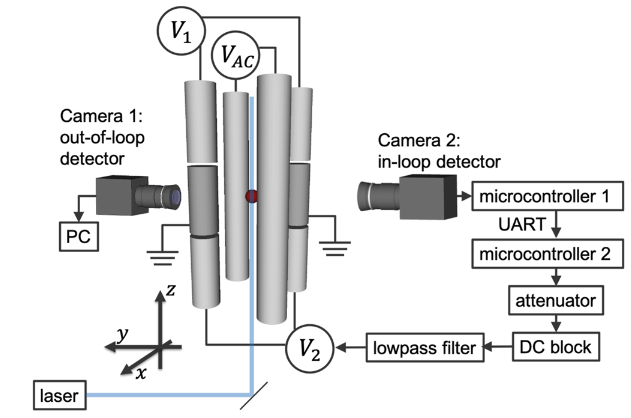 V1
VAC
Camera 1:
out-of-loop
detector
PC
Camera 2:
in-loop detector
microcontroller 1
UART
microcontroller 2
attenuator
DC block
lowpass filter
V2
z
y
x
laser